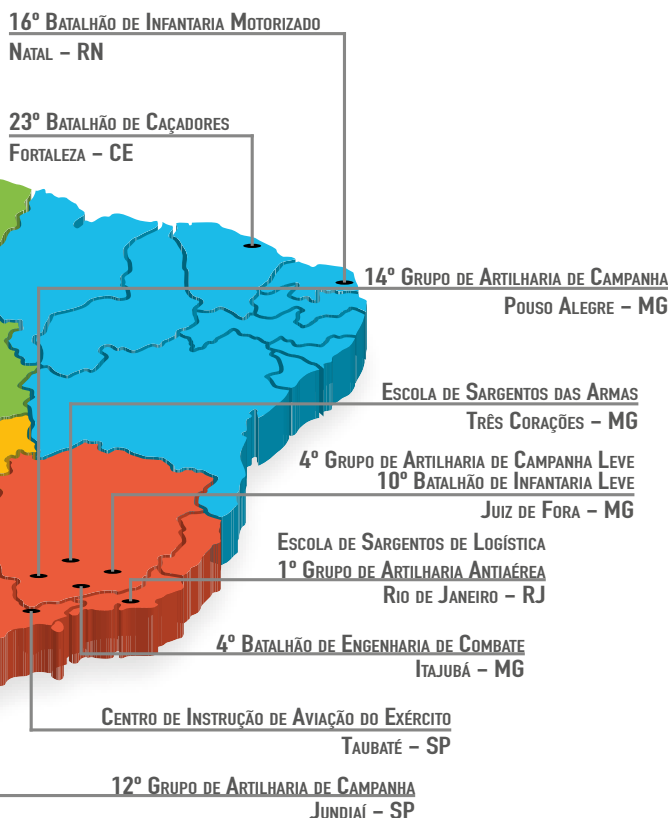 16º Batalhão de Infantaria Motorizado
Natal – RN
23º Batalhão de Caçadores
Fortaleza – CE
14º Grupo de Artilharia de Campanha
Pouso Alegre – MG
Escola de Sargentos das Armas
Três Corações – MG
4º Grupo de Artilharia de Campanha Leve
10º Batalhão de Infantaria Leve
Juiz de Fora – MG
Escola de Sargentos de Logística
1º Grupo de Artilharia Antiaérea
Rio de Janeiro – RJ
4º Batalhão de Engenharia de Combate
Itajubá – MG
Centro de Instrução de Aviação do Exército
Taubaté – SP
12º Grupo de Artilharia de Campanha
Jundiaí – SP